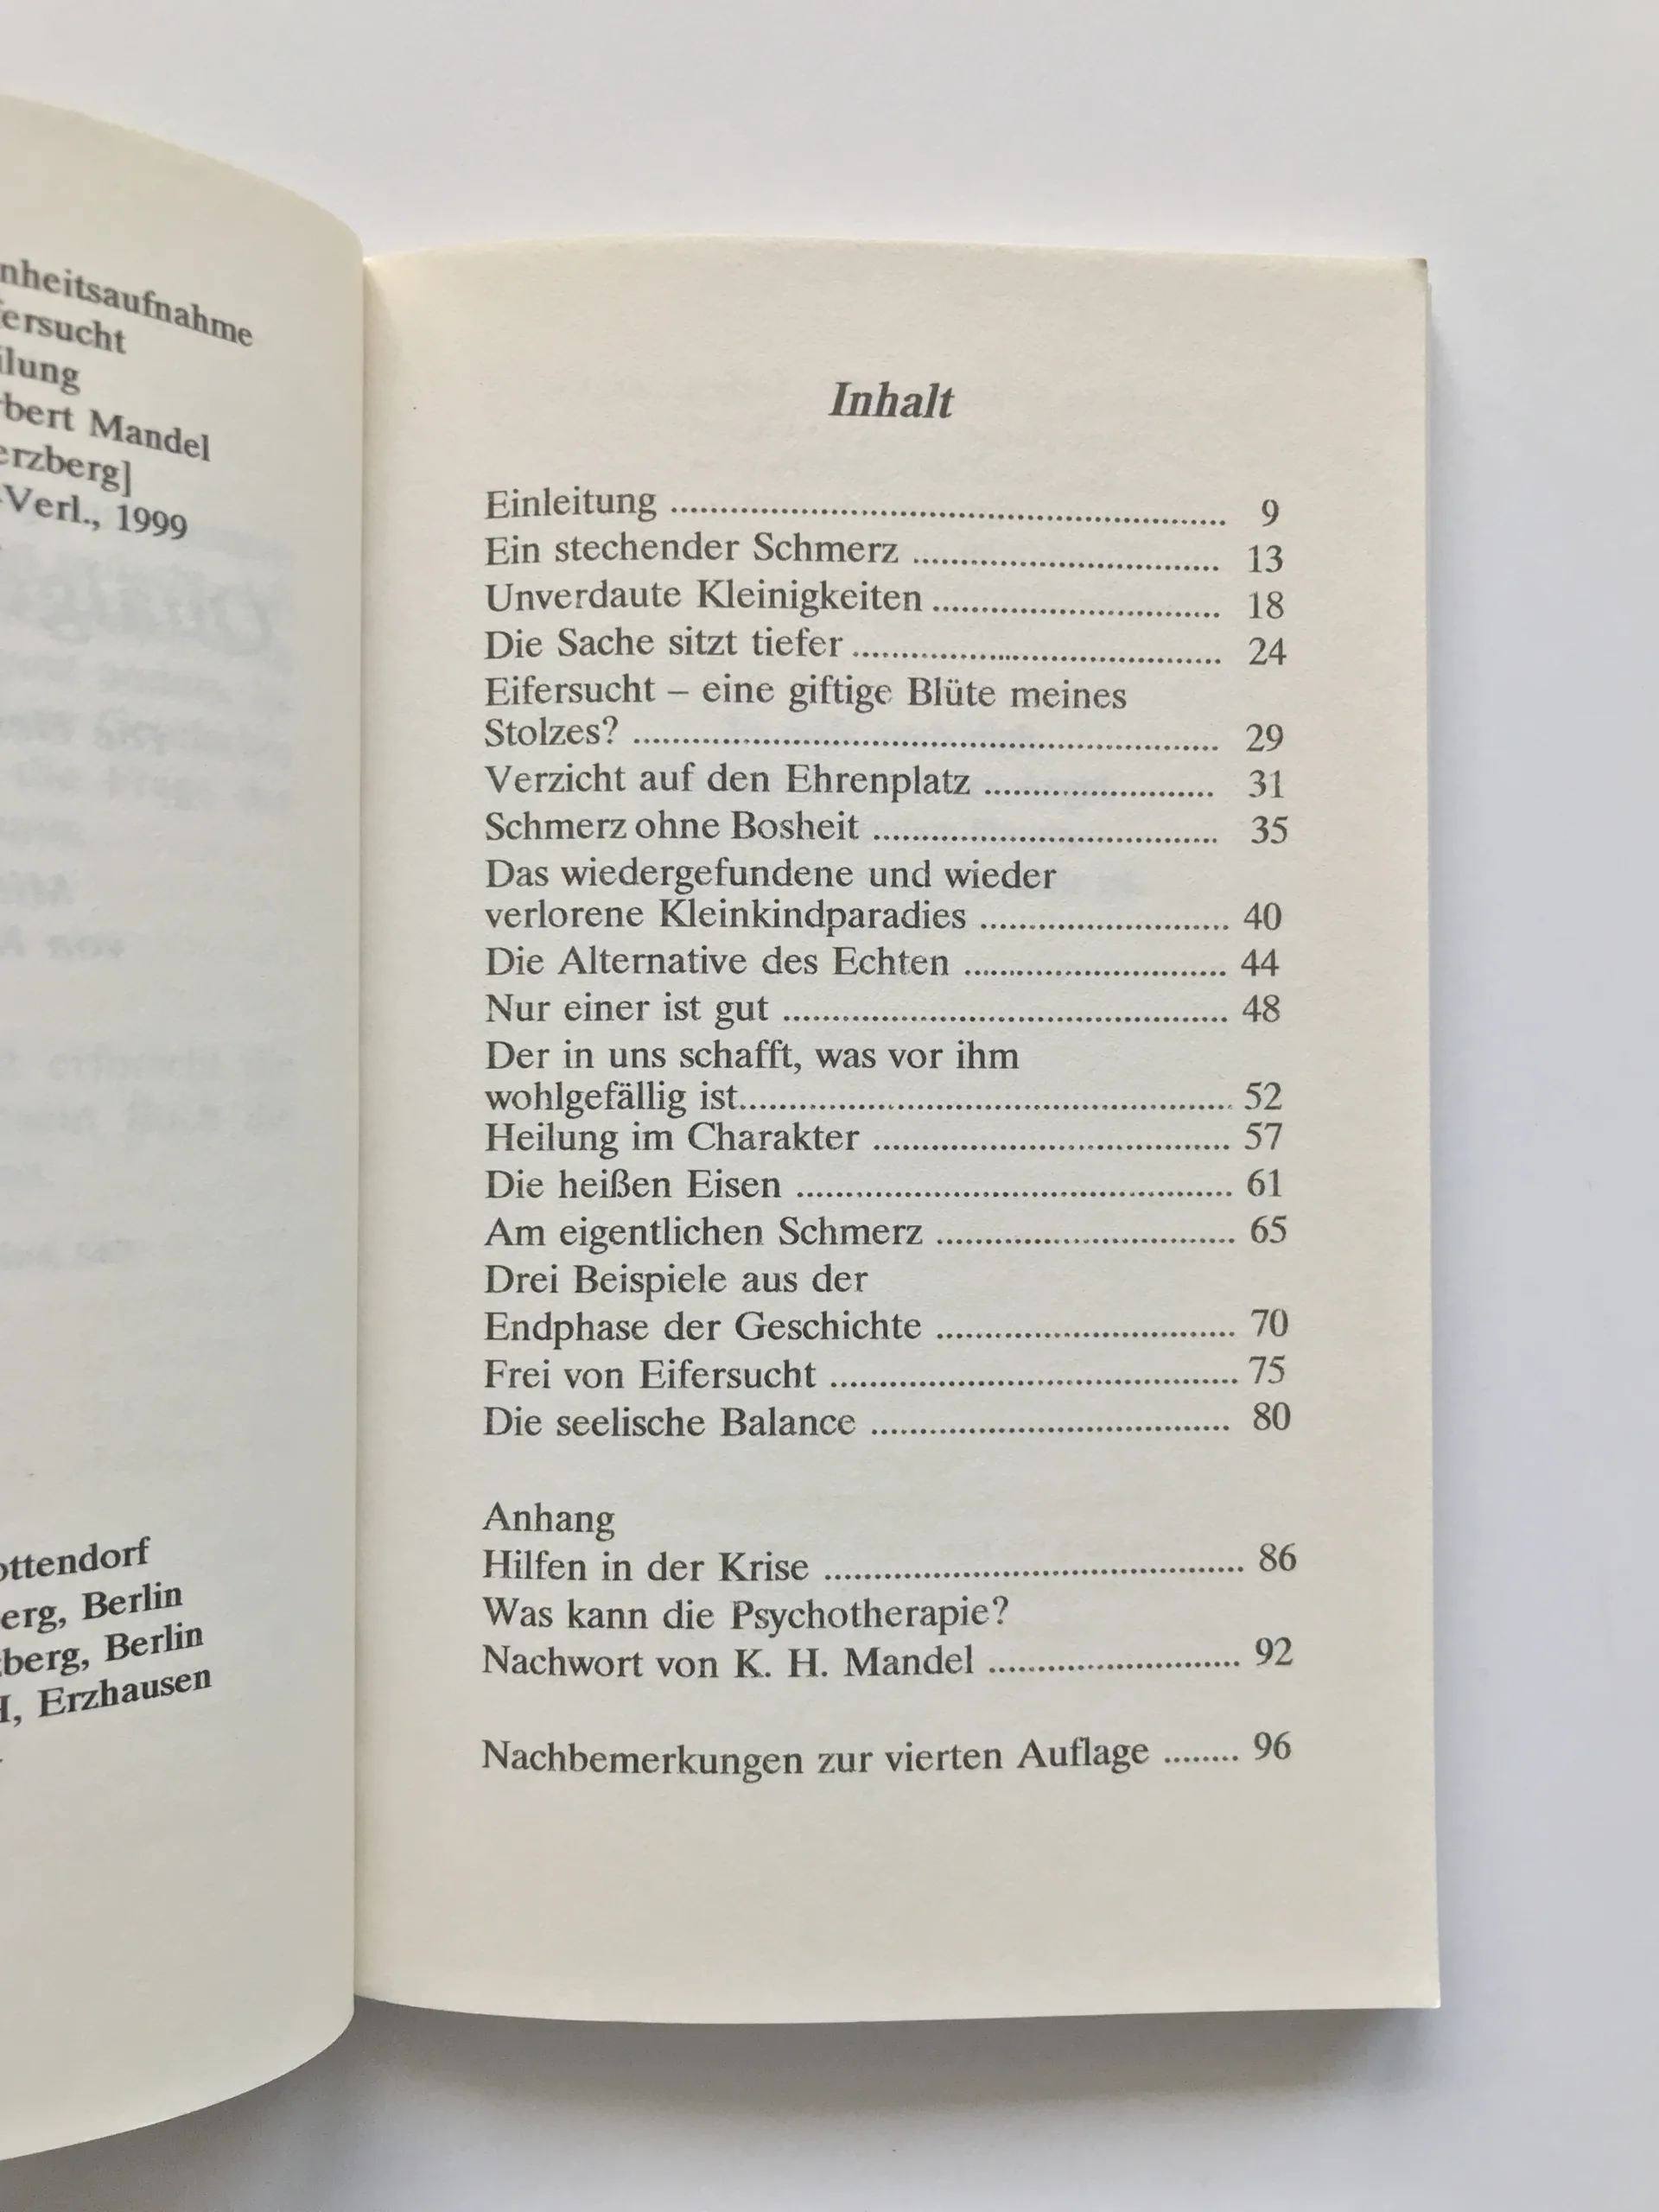 nheitsaufnahme
ersucht
ilung
bert Mandel
erzberg]
-Verl., 1999
ottendorf
erg, Berlin
berg, Berlin
H, Erzhausen
Inhalt
Einleitung ........................................................ 9
Ein stechender Schmerz ............................... 13
Unverdaute Kleinigkeiten ............................. 18
Die Sache sitzt tiefer ..................................... 24
Eifersucht – eine giftige Blüte meines
Stolzes? ........................................................... 29
Verzicht auf den Ehrenplatz ....................... 31
Schmerz ohne Bosheit ................................... 35
Das wiedergefundene und wieder
verlorene Kleinkindparadies ......................... 40
Die Alternative des Echten .......................... 44
Nur einer ist gut ............................................. 48
Der in uns schafft, was vor ihm
wohlgefällig ist.................................................. 52
Heilung im Charakter .................................... 57
Die heißen Eisen ............................................ 61
Am eigentlichen Schmerz .............................. 65
Drei Beispiele aus der
Endphase der Geschichte .............................. 70
Frei von Eifersucht ......................................... 75
Die seelische Balance .................................... 80
Anhang
Hilfen in der Krise .......................................... 86
Was kann die Psychotherapie?
Nachwort von K. H. Mandel ......................... 92
Nachbemerkungen zur vierten Auflage ........ 96